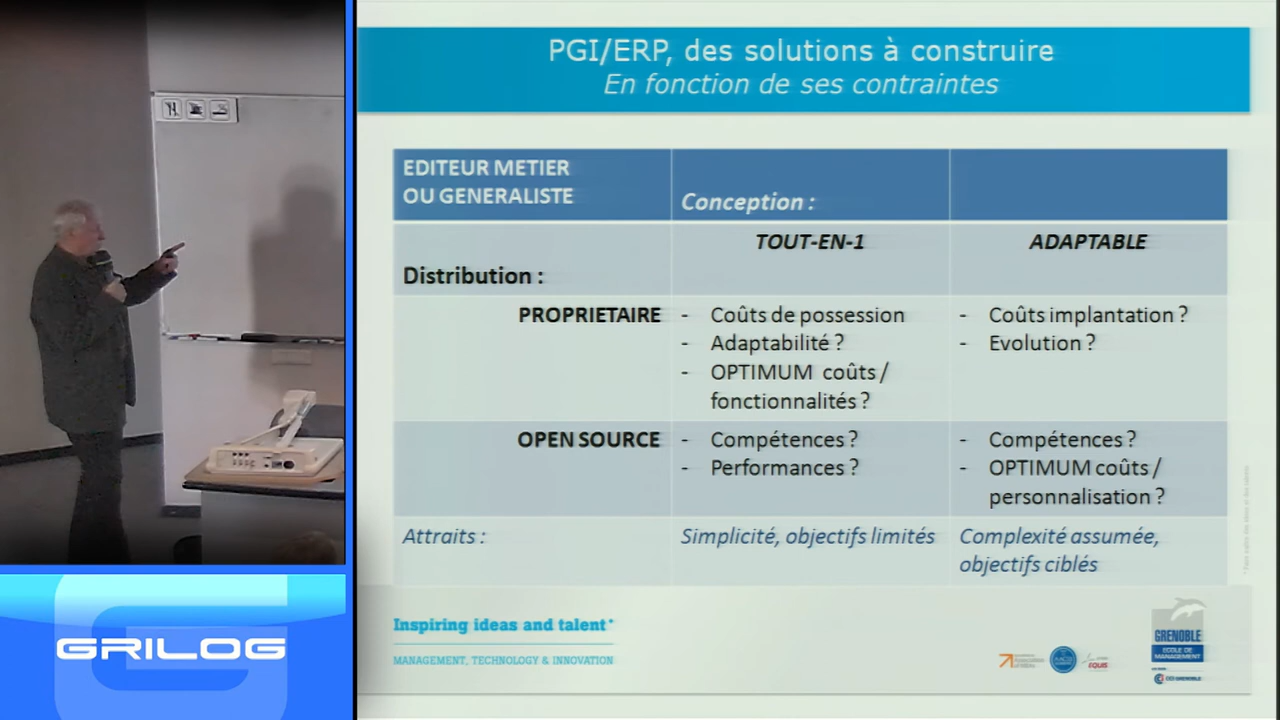 PGI/ERP, des solutions à construire
En fonction de ses contraintes
EDITEUR METIER
OU GENERALISTE
Conception :
TOUT-EN-1
ADAPTABLE
Distribution :
PROPRIETAIRE
- Coûts de possession
- Adaptabilité ?
- OPTIMUM coûts /
fonctionnalités ?
- Coûts implantation ?
- Evolution ?
OPEN SOURCE
- Compétences ?
- Performances ?
- Compétences ?
- OPTIMUM coûts /
personnalisation ?
Attraits :
Simplicité, objectifs limités
Complexité assumée,
objectifs ciblés
Inspiring ideas and talent*
MANAGEMENT, TECHNOLOGY & INNOVATION
EQUIS
GRENOBLE
ECOLE DE
MANAGEMENT
CCI GRENOBLE
GRILOG